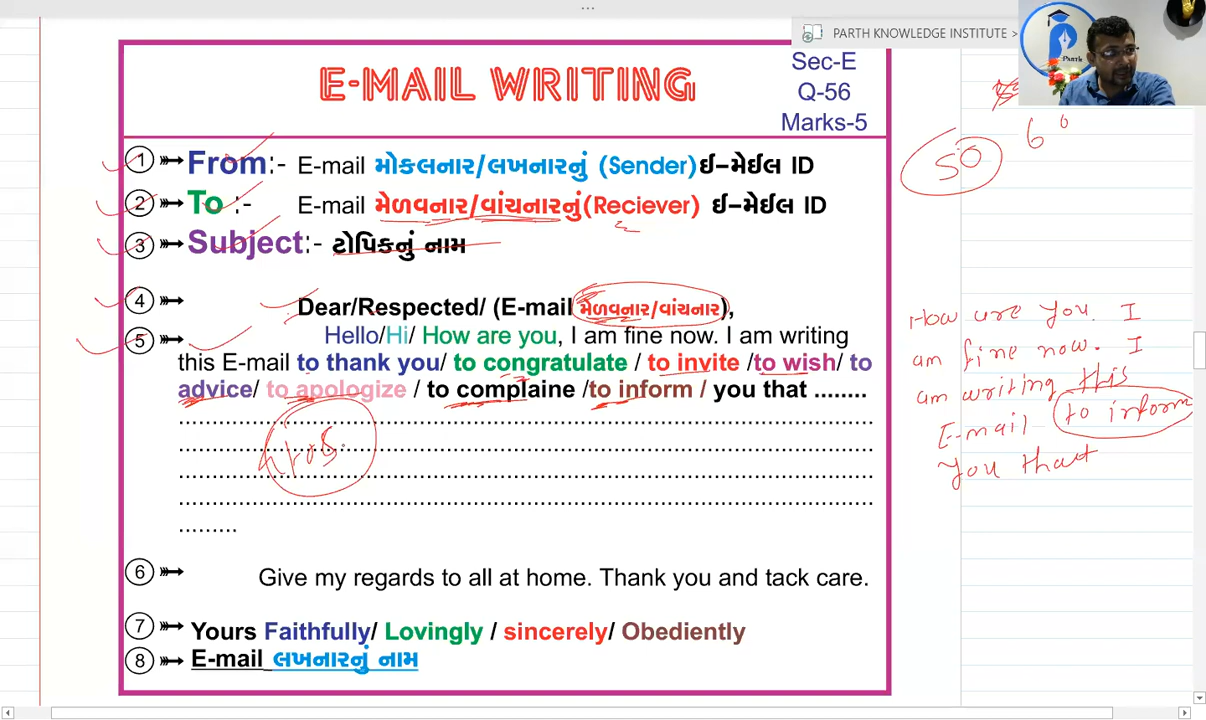 PARTH KNOWLEDGE INSTITUTE >
Parth
E-MAIL WRITING
Sec-E
Q-56
Marks-5
1 From:- E-mail મોકલનાર/લખનારનું (Sender)ઈ-મેઈલ ID
2 To :- E-mail મેળવનાર/વાંચનારનું(Reciever) ઈ-મેઈલ ID
3 Subject:- ટોપિકનું નામ
4 Dear/Respected/ (E-mail મેળવનાર/વાંચનાર),
5 Hello/Hi/ How are you, I am fine now. I am writing
this E-mail to thank you/ to congratulate / to invite /to wish/ to
advice/ to apologize / to complaine /to inform / you that ........
6 Give my regards to all at home. Thank you and tack care.
7 Yours Faithfully/ Lovingly / sincerely/ Obediently
8 E-mail લખનારનું નામ
50
60
How are you. I
am fine now. I
am writing this
E-mail to inform
you that